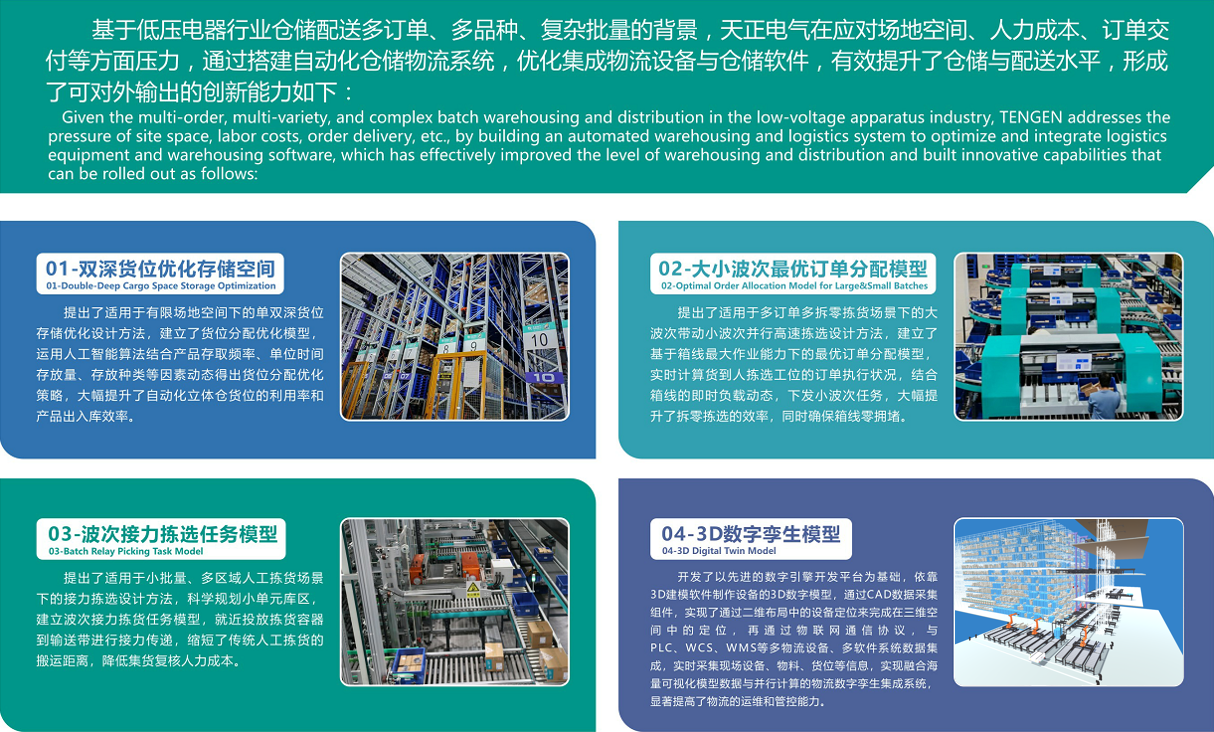 基于低压电器行业仓储配送多订单、多品种、复杂批量的背景，天正电气在应对场地空间、人力成本、订单交
付等方面压力，通过搭建自动化仓储物流系统，优化集成物流设备与仓储软件，有效提升了仓储与配送水平，形成
了可对外输出的创新能力如下：
Given the multi-order, multi-variety, and complex batch warehousing and distribution in the low-voltage apparatus industry, TENGEN addresses the
pressure of site space, labor costs, order delivery, etc., by building an automated warehousing and logistics system to optimize and integrate logistics
equipment and warehousing software, which has effectively improved the level of warehousing and distribution and built innovative capabilities that
can be rolled out as follows:
01-双深货位优化存储空间
01-Double-Deep Cargo Space Storage Optimization
提出了适用于有限场地空间下的单双深货位
存储优化设计方法，建立了货位分配优化模型，
运用人工智能算法结合产品存取频率、单位时间
存放量、存放种类等因素动态得出货位分配优化
策略，大幅提升了自动化立体仓货位的利用率和
产品出入库效率。
8
9
10
10
02-大小波次最优订单分配模型
02-Optimal Order Allocation Model for Large&Small Batches
提出了适用于多订单多拆零拣货场景下的大
波次带动小波次并行高速拣选设计方法，建立了
基于箱线最大作业能力下的最优订单分配模型，
实时计算货到人拣选工位的订单执行状况，结合
箱线的即时负载动态，下发小波次任务，大幅提
升了拆零拣选的效率，同时确保箱线零拥堵。
03-波次接力拣选任务模型
03-Batch Relay Picking Task Model
提出了适用于小批量、多区域人工拣货场景
下的接力拣选设计方法，科学规划小单元库区，
建立波次接力拣货任务模型，就近投放拣货容器
到输送带进行接力传递，缩短了传统人工拣货的
搬运距离，降低集货复核人力成本。
04-3D数字孪生模型
04-3D Digital Twin Model
开发了以先进的数字引擎开发平台为基础，依靠
3D建模软件制作设备的3D数字模型，通过CAD数据采集
组件，实现了通过二维布局中的设备定位来完成在三维空
间中的定位，再通过物联网通信协议，与
PLC、WCS、WMS等多物流设备、多软件系统数据集
成，实时采集现场设备、物料、货位等信息，实现融合海
量可视化模型数据与并行计算的物流数字孪生集成系统，
显著提高了物流的运维和管控能力。